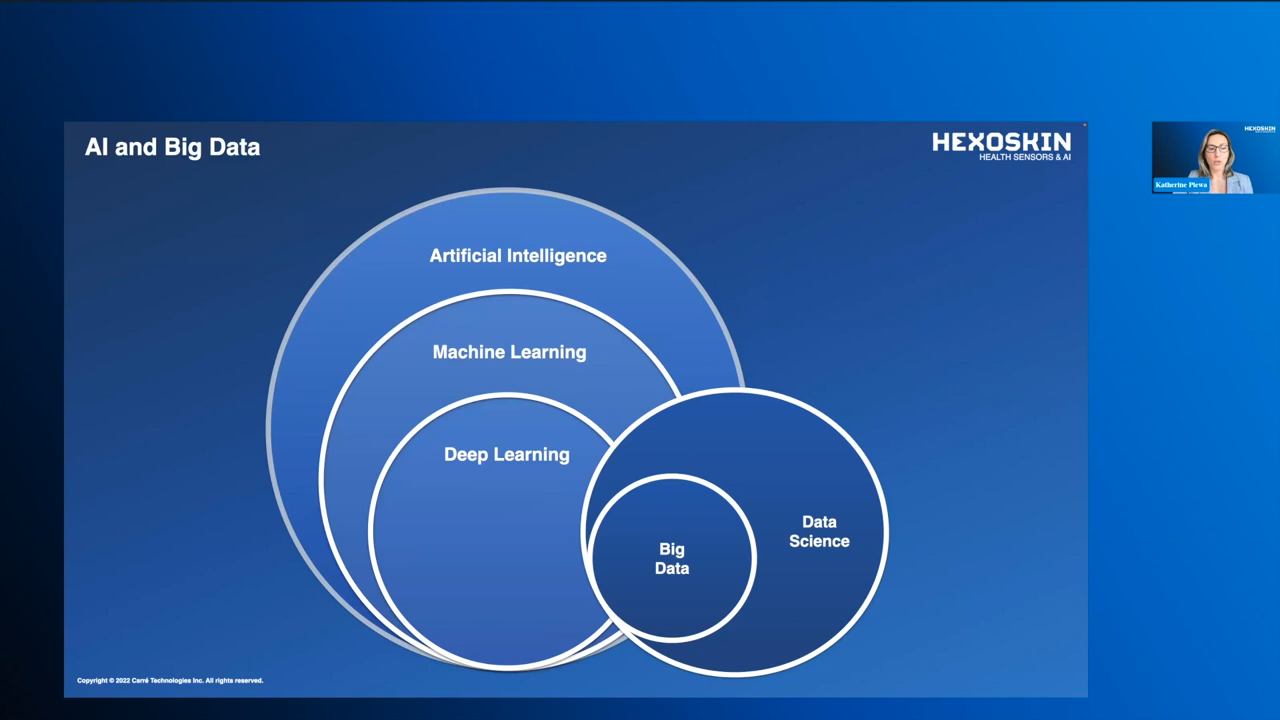 AI and Big Data
HEXOSKIN
HEALTH SENSORS & AI
HEXOSKIN
Katherine Plewa
Artificial Intelligence
Machine Learning
Deep Learning
Data
Science
Big
Data
Copyright © 2022 Carré Technologies Inc. All rights reserved.